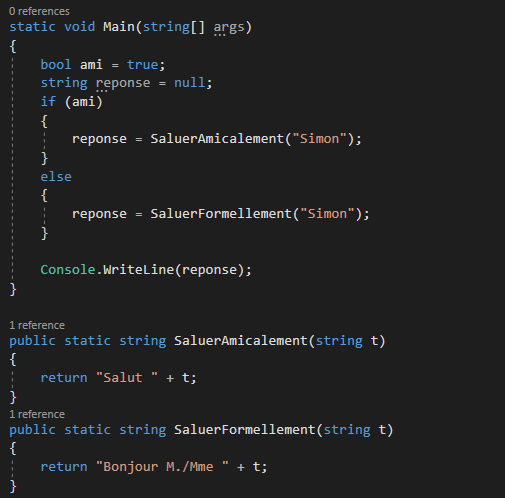 0 references
static void Main(string[] args)
{
    bool ami = true;
    string reponse = null;
    if (ami)
    {
        reponse = SaluerAmicalement("Simon");
    }
    else
    {
        reponse = SaluerFormellement("Simon");
    }

    Console.WriteLine(reponse);
}

1 reference
public static string SaluerAmicalement(string t)
{
    return "Salut " + t;
}
1 reference
public static string SaluerFormellement(string t)
{
    return "Bonjour M./Mme " + t;
}